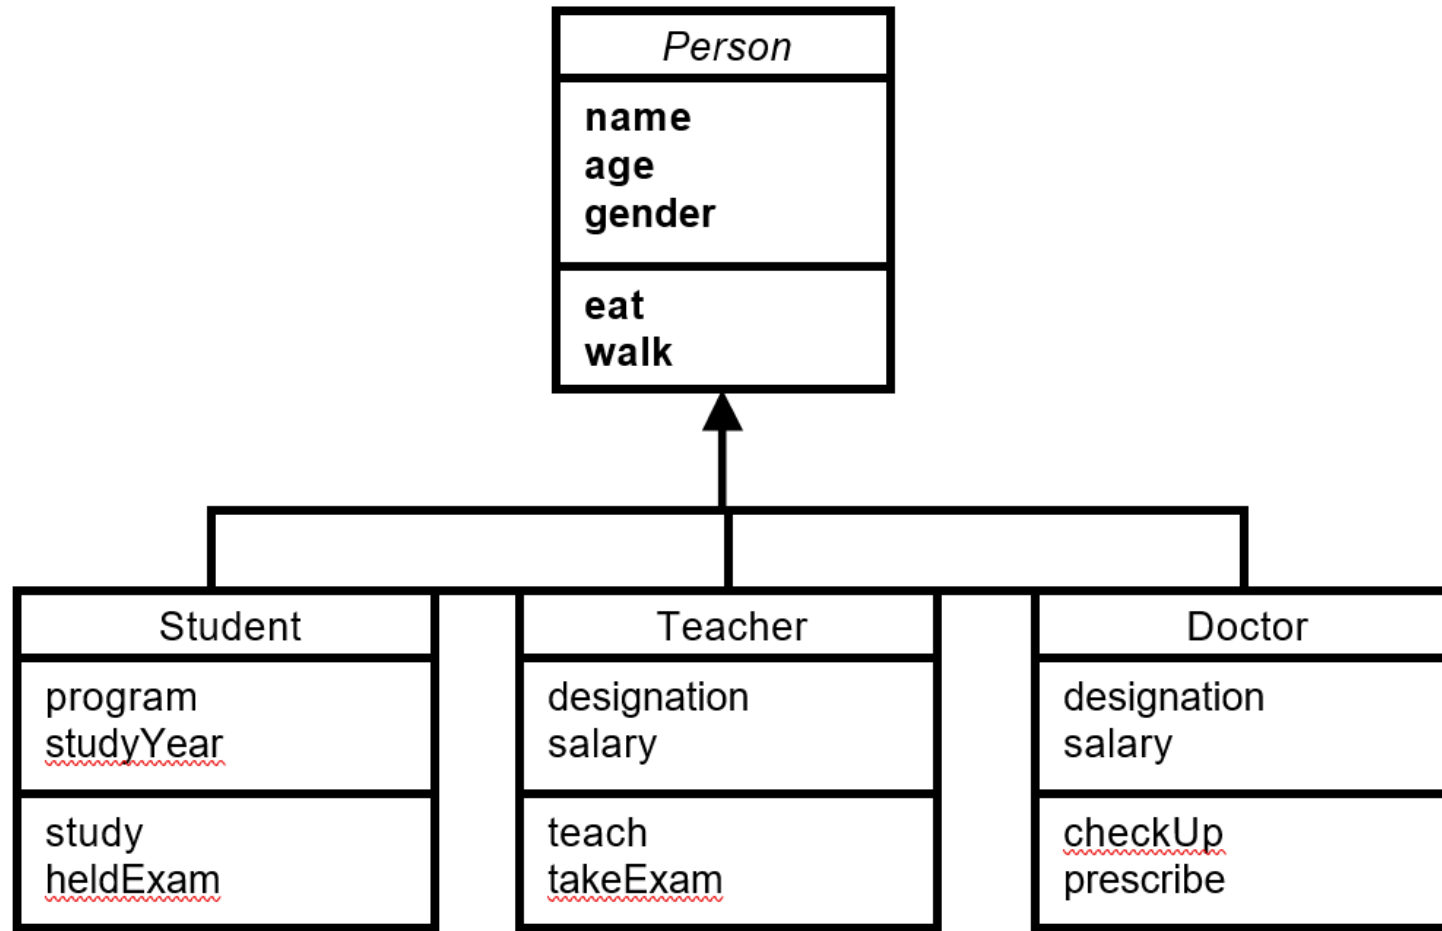 Person
name
age
gender
eat
walk
Student
program
studyYear
study
heldExam
Teacher
designation
salary
teach
takeExam
Doctor
designation
salary
checkUp
prescribe